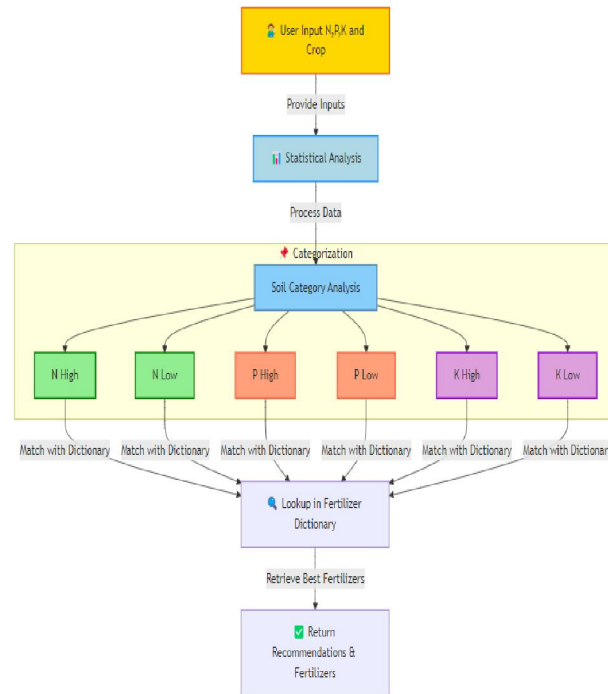 User Input N,P,K and
Crop
Provide Inputs
Statistical Analysis
Process Data
Categorization
Soil Category Analysis
N High
N Low
P High
P Low
K High
K Low
Match with Dictionary
Match with Dictionary
Match with Dictionary
Match with Dictionary
Match with Dictionary
Match with Dictionary
Lookup in Fertilizer
Dictionary
Retrieve Best Fertilizers
Return
Recommendations &
Fertilizers